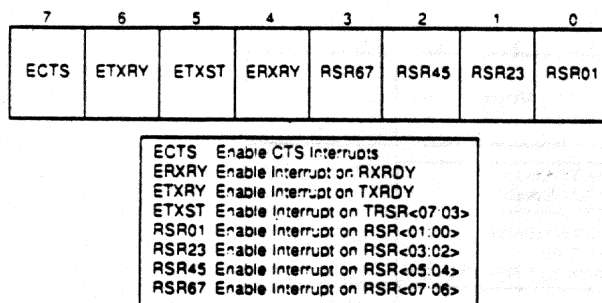 7 6 5 4 3 2 1 0
ECTS ETXRY ETXST ERXRY RSR67 RSR45 RSR23 RSR01
ECTS Enable CTS Interrupts
ERXRY Enable Interrupt on RXRDY
ETXRY Enable Interrupt on TXRDY
ETXST Enable Interrupt on TRSR<07:03>
RSR01 Enable Interrupt on RSR<01:00>
RSR23 Enable Interrupt on RSR<03:02>
RSR45 Enable Interrupt on RSR<05:04>
RSR67 Enable Interrupt on RSR<07:06>